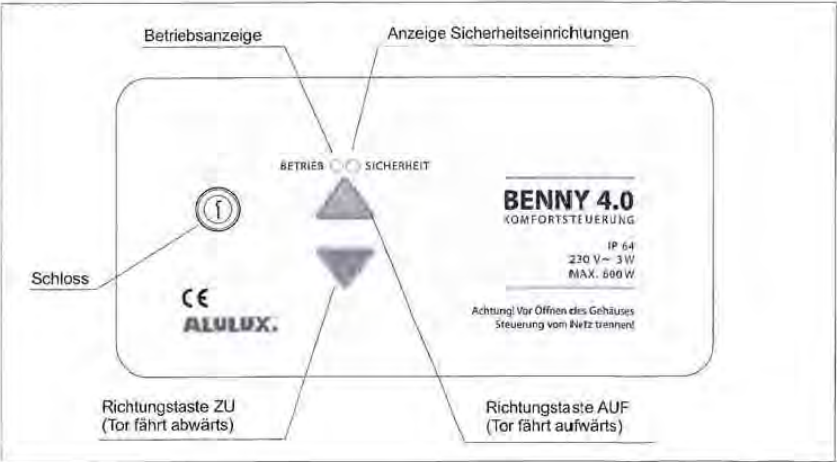 Betriebsanzeige
Anzeige Sicherheitseinrichtungen
BETRIEB
SICHERHEIT
BENNY 4.0
KOMFORTSTEUERUNG
IP 64
230 V~ 3W
MAX. 600 W
Schloss
CE
ALULUX.
Achtung! Vor Öffnen des Gehäuses
Steuerung vom Netz trennen!
Richtungstaste ZU
(Tor fährt abwärts)
Richtungstaste AUF
(Tor fährt aufwärts)